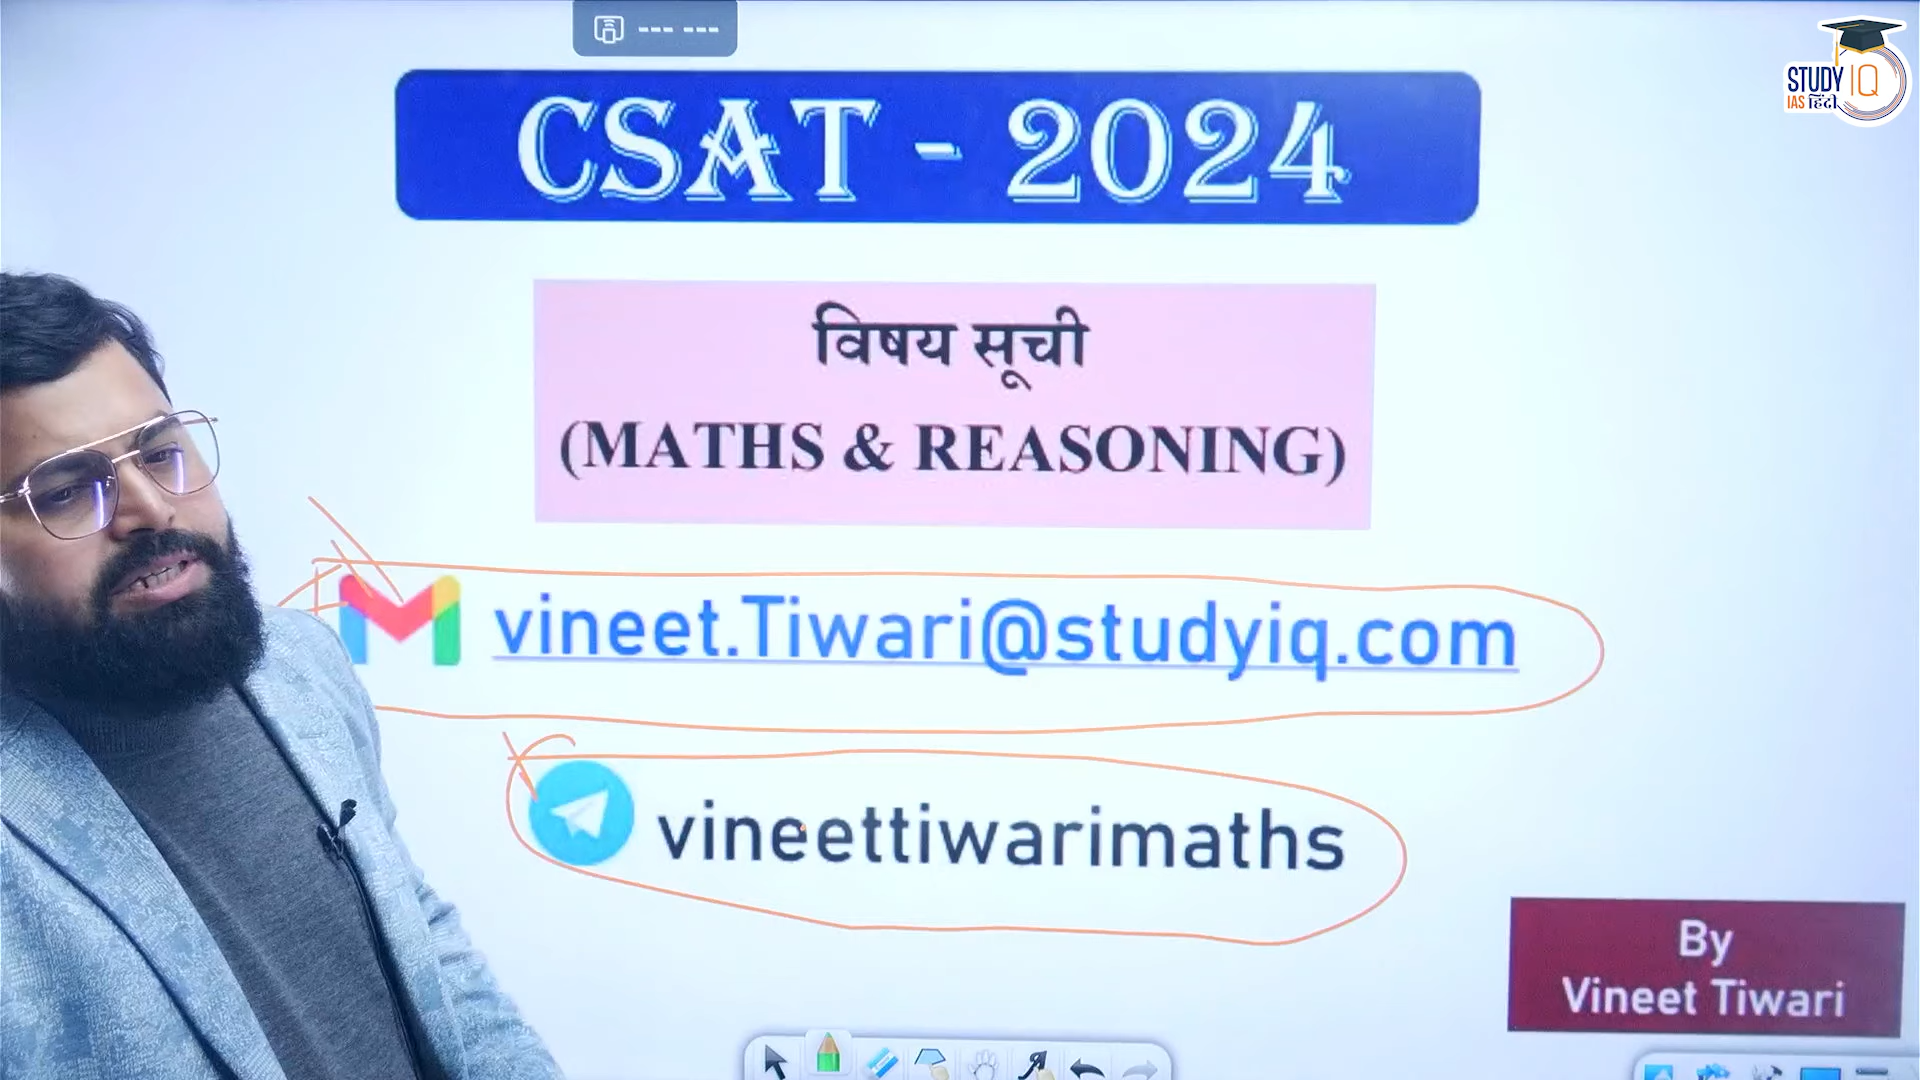 CSAT - 2024
STUDY IQ
IAS हिंदी
विषय सूची
(MATHS & REASONING)
vineet.Tiwari@studyiq.com
vineettiwarimaths
By
Vineet Tiwari